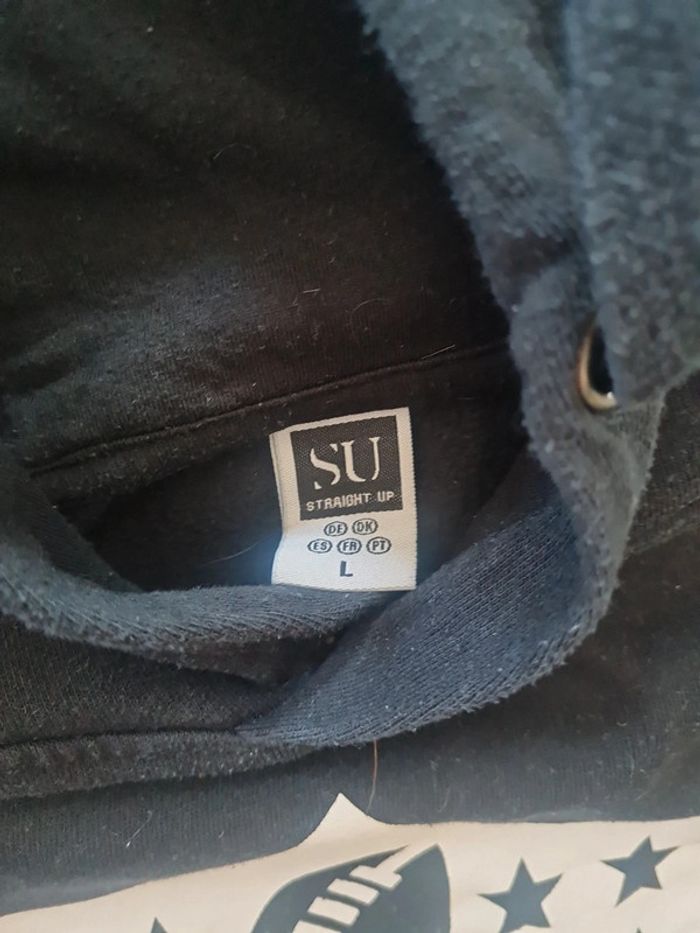 SU
STRAIGHT UP
DE DK
ES FR PT
L